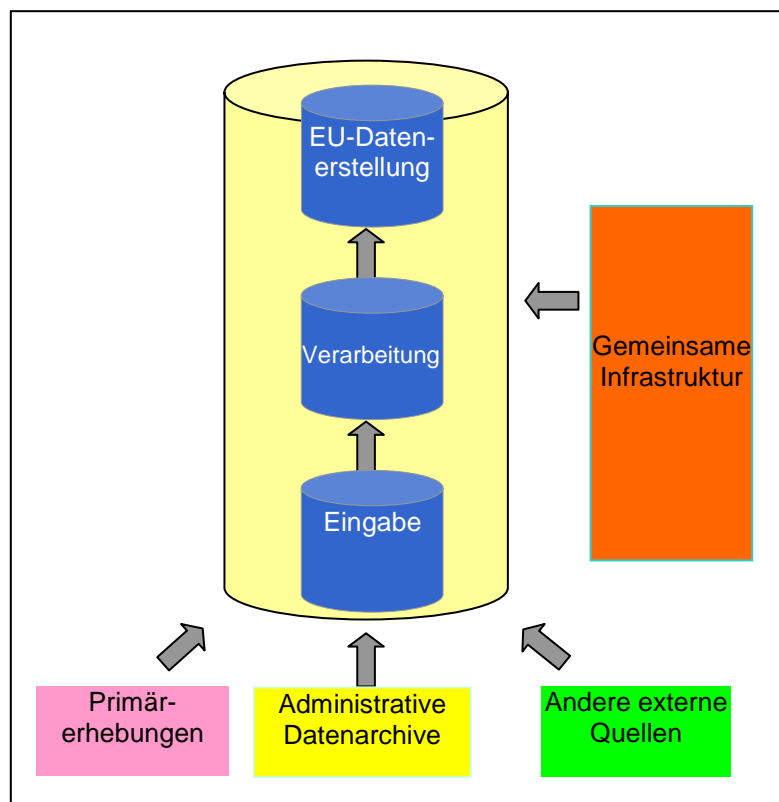 EU-Daten-
erstellung
Verarbeitung
Gemeinsame
Infrastruktur
Eingabe
Primär-
erhebungen
Administrative
Datenarchive
Andere externe
Quellen